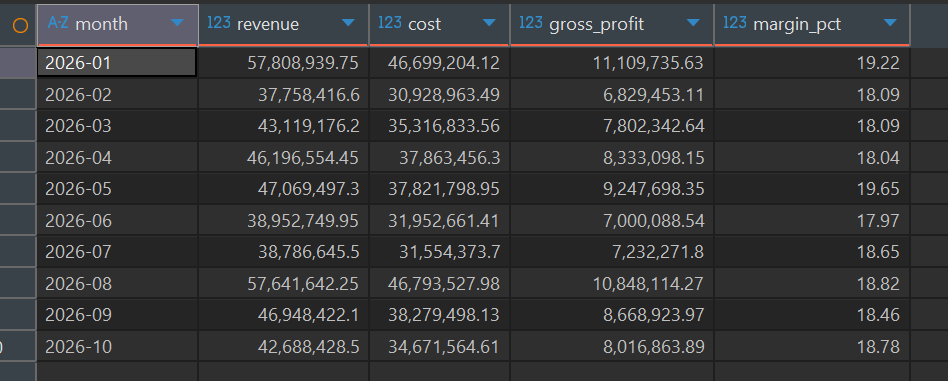 A-Z month 123 revenue 123 cost 123 gross_profit 123 margin_pct
2026-01 57,808,939.75 46,699,204.12 11,109,735.63 19.22
2026-02 37,758,416.6 30,928,963.49 6,829,453.11 18.09
2026-03 43,119,176.2 35,316,833.56 7,802,342.64 18.09
2026-04 46,196,554.45 37,863,456.3 8,333,098.15 18.04
2026-05 47,069,497.3 37,821,798.95 9,247,698.35 19.65
2026-06 38,952,749.95 31,952,661.41 7,000,088.54 17.97
2026-07 38,786,645.5 31,554,373.7 7,232,271.8 18.65
2026-08 57,641,642.25 46,793,527.98 10,848,114.27 18.82
2026-09 46,948,422.1 38,279,498.13 8,668,923.97 18.46
2026-10 42,688,428.5 34,671,564.61 8,016,863.89 18.78